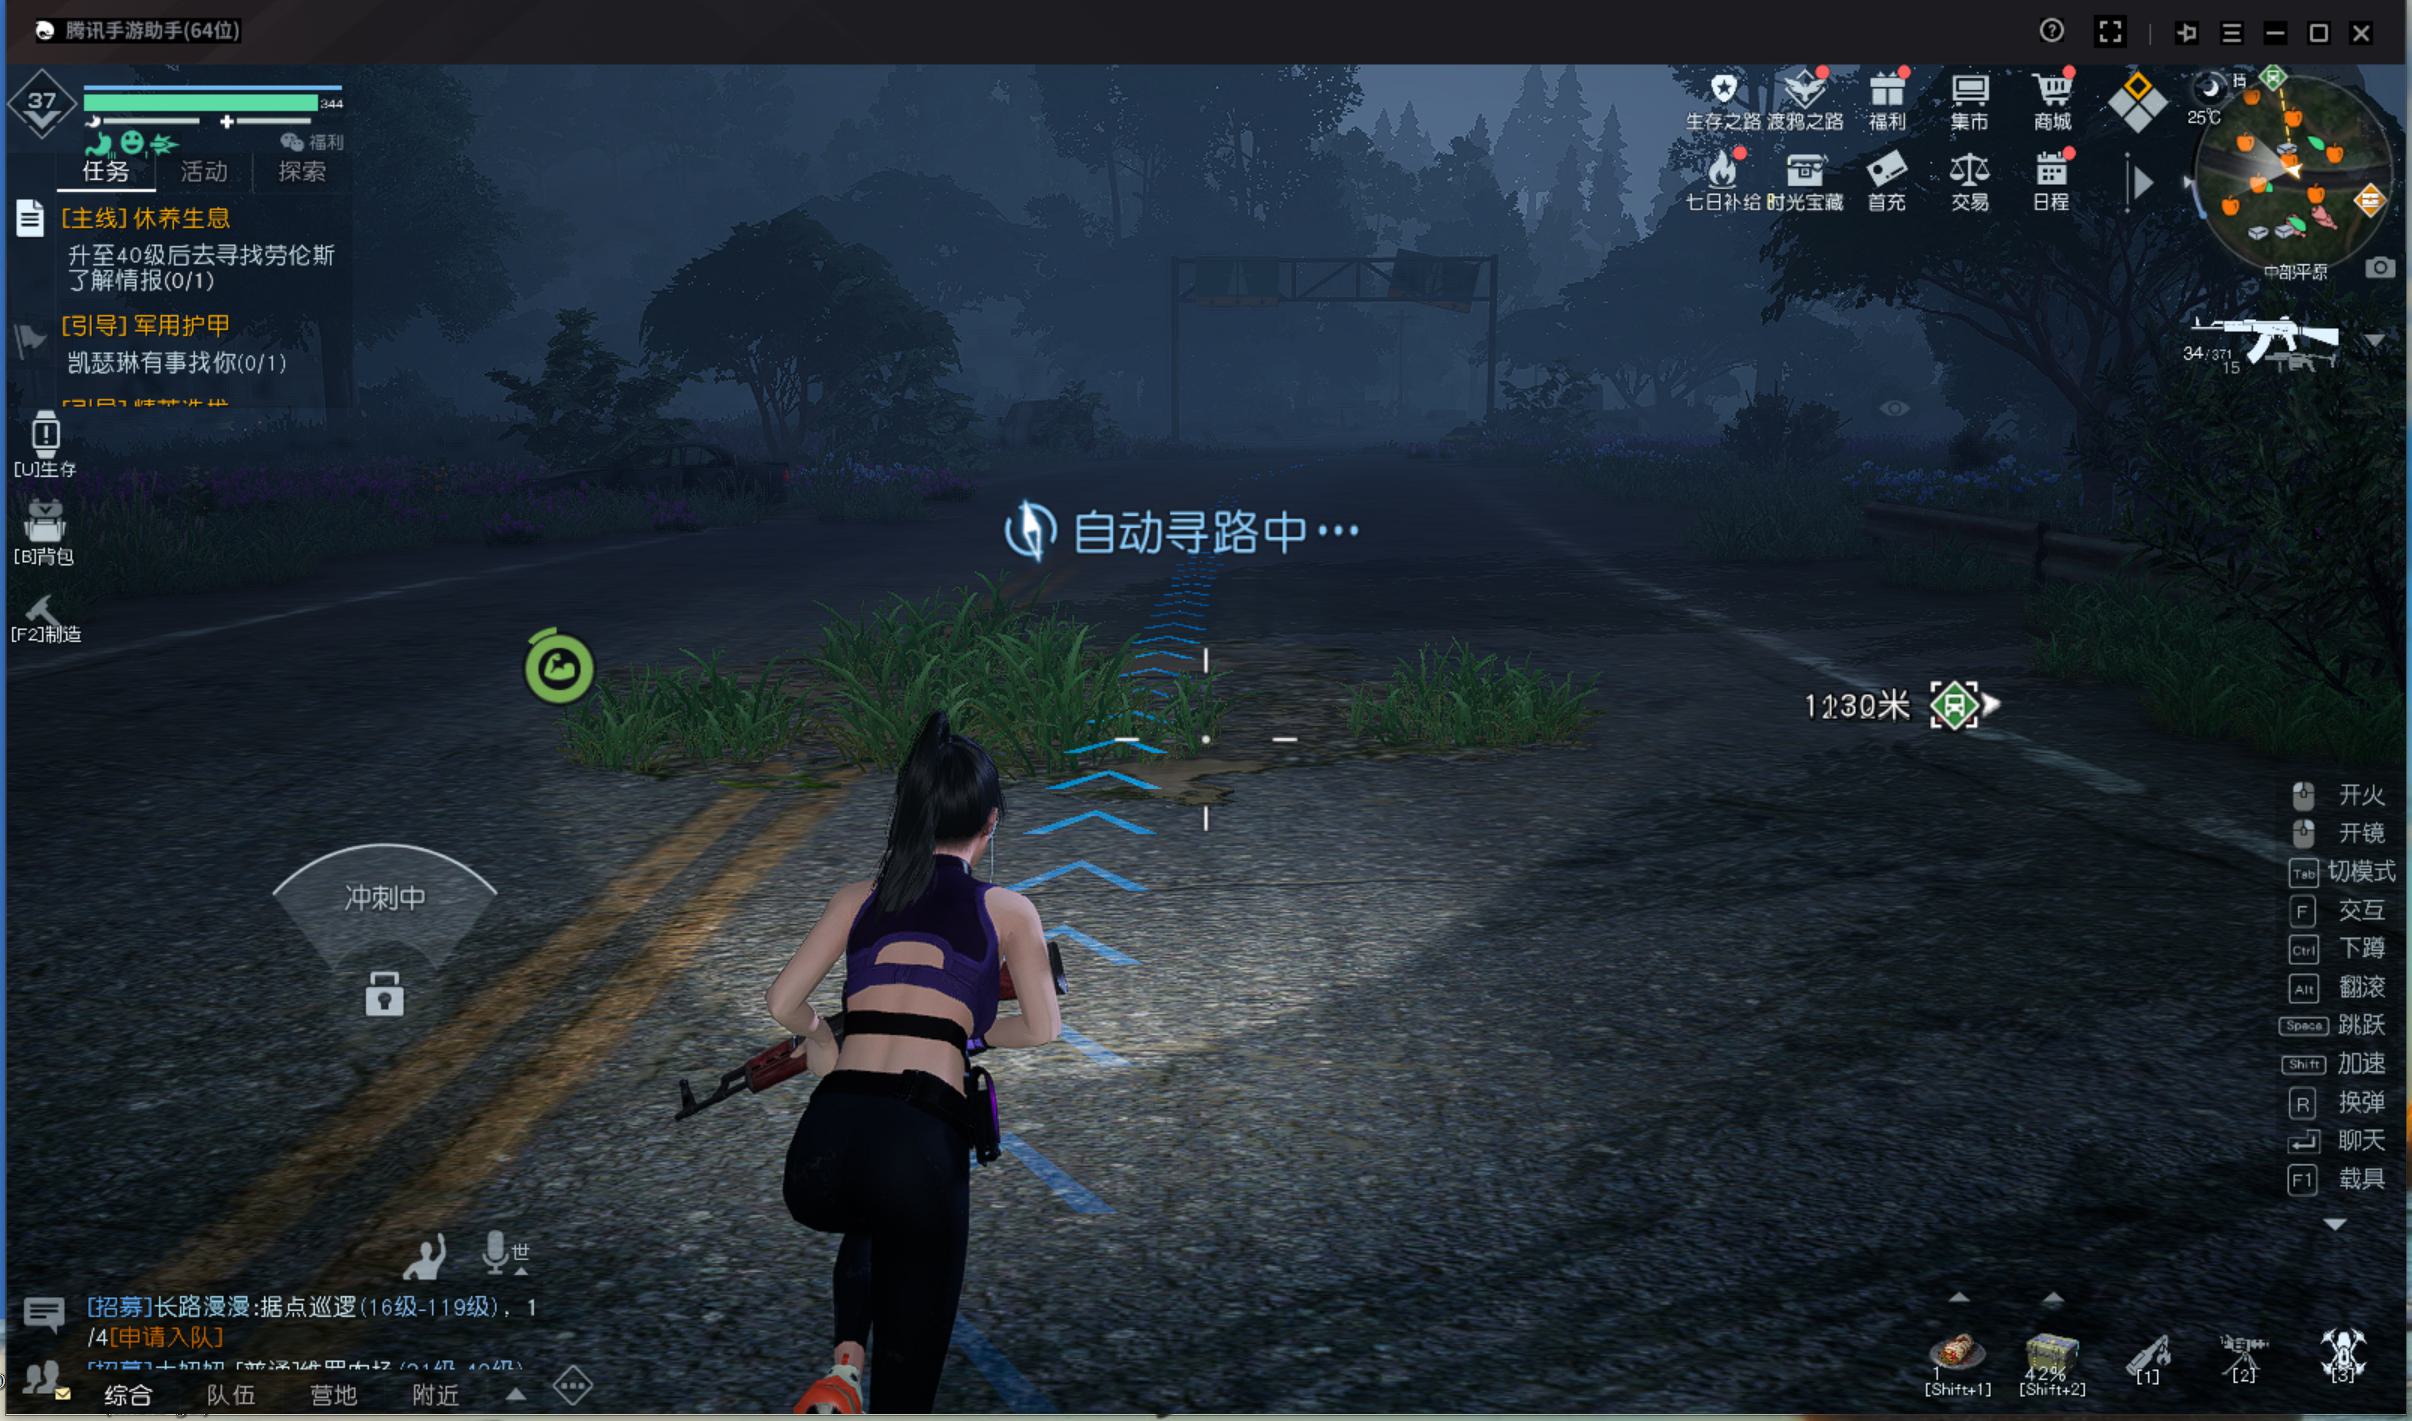 腾讯手游助手(64位)
37
344
福利
任务 活动 探索
[主线] 休养生息
升至40级后去寻找劳伦斯
了解情报(0/1)
[引导] 军用护甲
凯瑟琳有事找你(0/1)
[U]生存
[B]背包
[F2]制造
生存之路 渡鸦之路 福利 集市 商城
七日补给 时光宝藏 首充 交易 日程
25℃
中部平原
34/371
15
自动寻路中…
1130米
冲刺中
开火
开镜
Tab 切模式
F 交互
Ctrl 下蹲
Alt 翻滚
Space 跳跃
Shift 加速
R 换弹
聊天
F1 载具
世
[招募]长路漫漫:据点巡逻(16级-119级)，1
/4[申请入队]
综合 队伍 营地 附近
1 42%
[Shift+1] [Shift+2] [1] [2] [3]